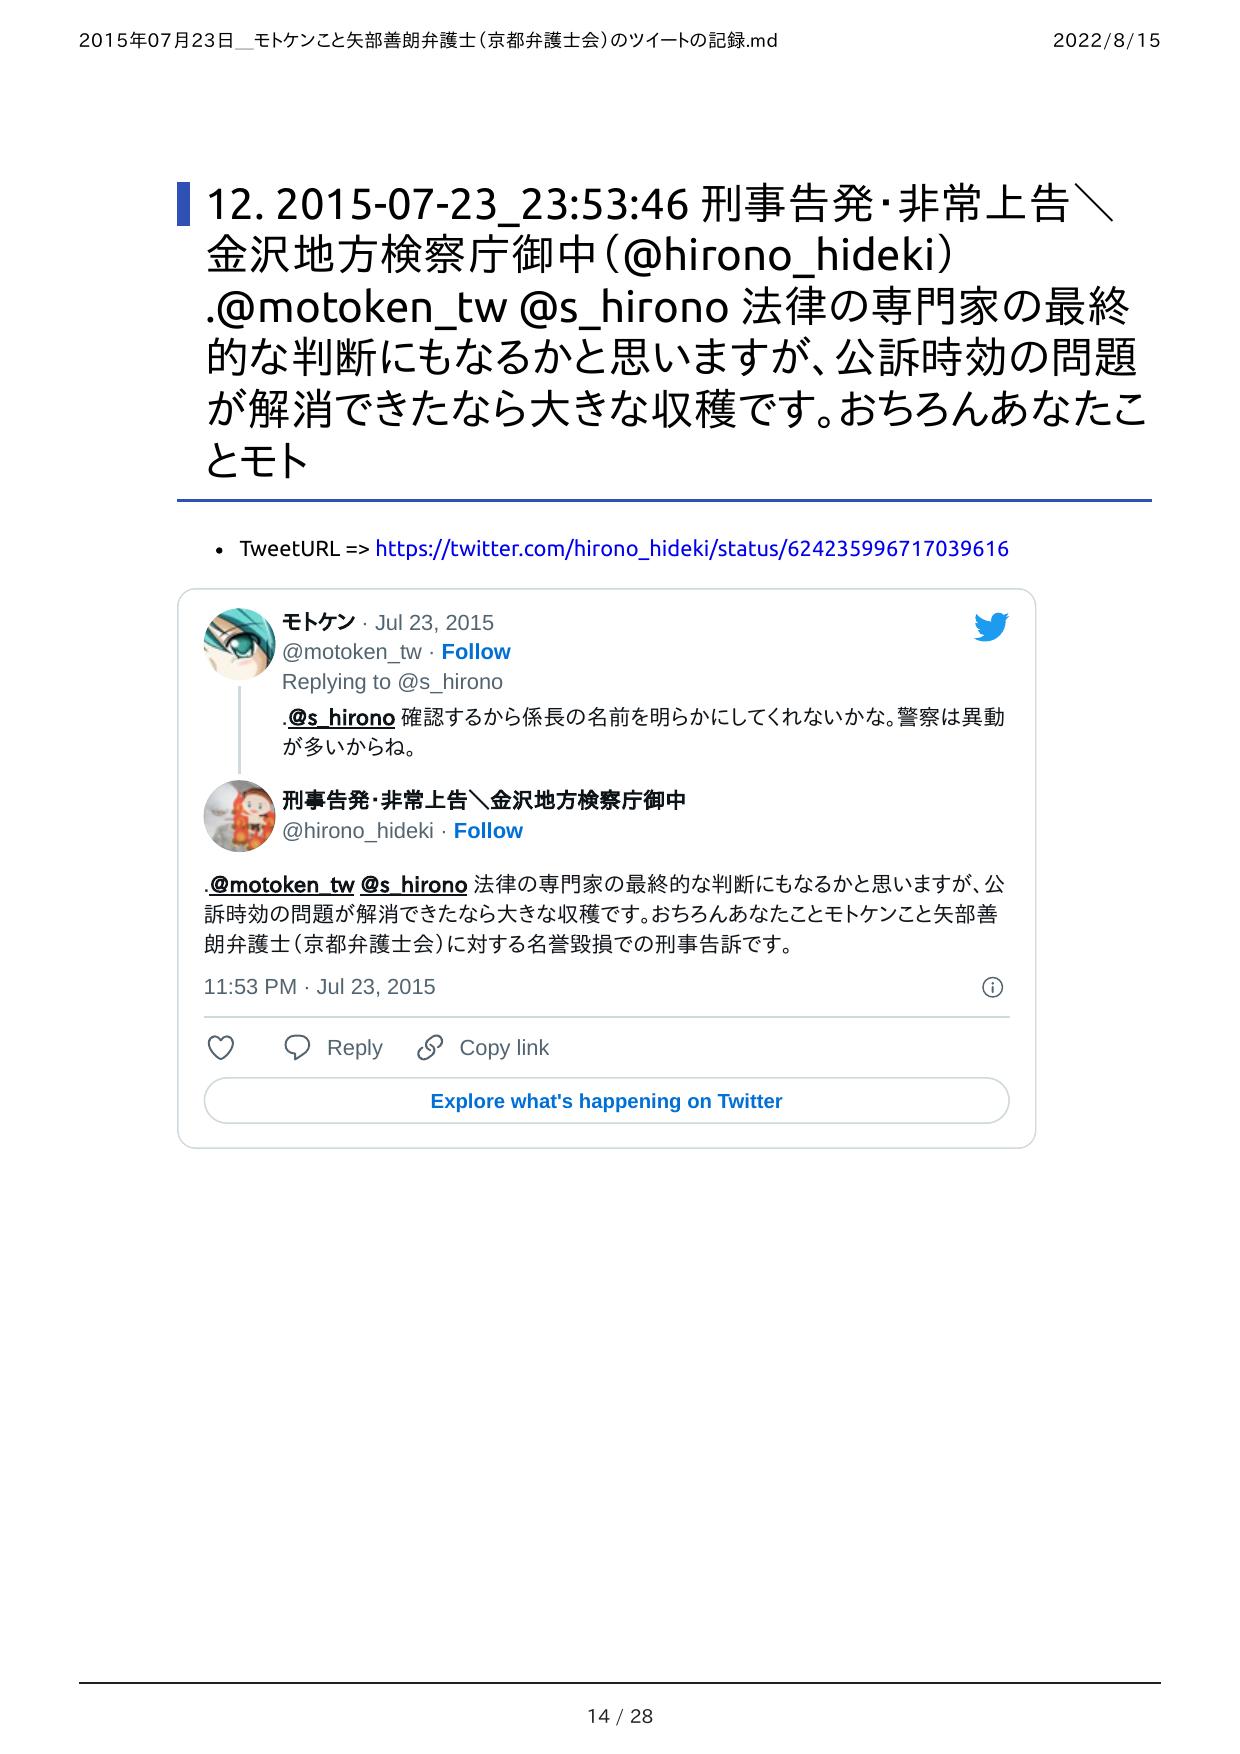 2015年07月23日__モトケンこと矢部善朗弁護士（京都弁護士会）のツイートの記録.md 2022/8/15
12. 2015-07-23_23:53:46 刑事告発・非常上告＼
金沢地方検察庁御中（@hirono_hideki）
.@motoken_tw @s_hirono 法律の専門家の最終
的な判断にもなるかと思いますが、公訴時効の問題
が解消できたなら大きな収穫です。おちろんあなたこ
とモト
• TweetURL => https://twitter.com/hirono_hideki/status/624235996717039616
モトケン · Jul 23, 2015
@motoken_tw · Follow
Replying to @s_hirono
.@s_hirono 確認するから係長の名前を明らかにしてくれないかな。警察は異動
が多いからね。
刑事告発・非常上告＼金沢地方検察庁御中
@hirono_hideki · Follow
.@motoken_tw @s_hirono 法律の専門家の最終的な判断にもなるかと思いますが、公
訴時効の問題が解消できたなら大きな収穫です。おちろんあなたことモトケンこと矢部善
朗弁護士（京都弁護士会）に対する名誉毀損での刑事告訴です。
11:53 PM · Jul 23, 2015
Reply Copy link
Explore what's happening on Twitter
14 / 28